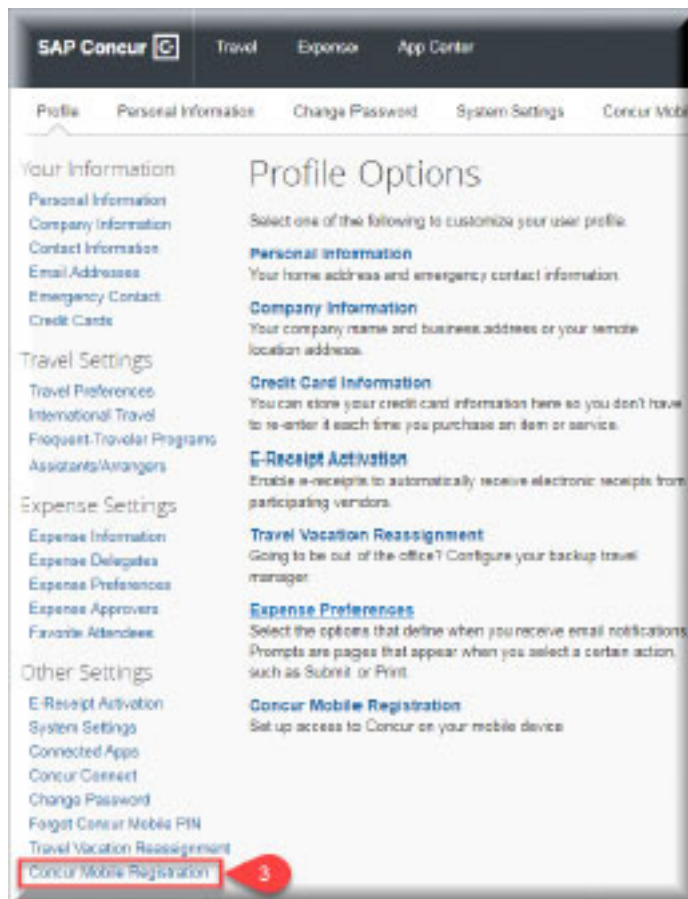 SAP Concur C Travel Expense App Center
Profile Personal Information Change Password System Settings Concur Mobi
Your Information
Personal Information
Company Information
Contact Information
Email Addresses
Emergency Contact
Credit Cards
Travel Settings
Travel Preferences
International Travel
Frequent-Traveler Programs
Assistants/Arrangers
Expense Settings
Expense Information
Expense Delegates
Expense Preferences
Expense Approvers
Favorite Attendees
Other Settings
E-Receipt Activation
System Settings
Connected Apps
Concur Connect
Change Password
Forgot Concur Mobile PIN
Travel Vacation Reassignment
Concur Mobile Registration 3
Profile Options
Select one of the following to customize your user profile.
Personal Information
Your home address and emergency contact information.
Company Information
Your company name and business address or your remote
location address.
Credit Card Information
You can store your credit card information here so you don't have
to re-enter it each time you purchase an item or service.
E-Receipt Activation
Enable e-receipts to automatically receive electronic receipts from
participating vendors.
Travel Vacation Reassignment
Going to be out of the office? Configure your backup travel
manager.
Expense Preferences
Select the options that define when you receive email notifications.
Prompts are pages that appear when you select a certain action,
such as Submit or Print.
Concur Mobile Registration
Set up access to Concur on your mobile device